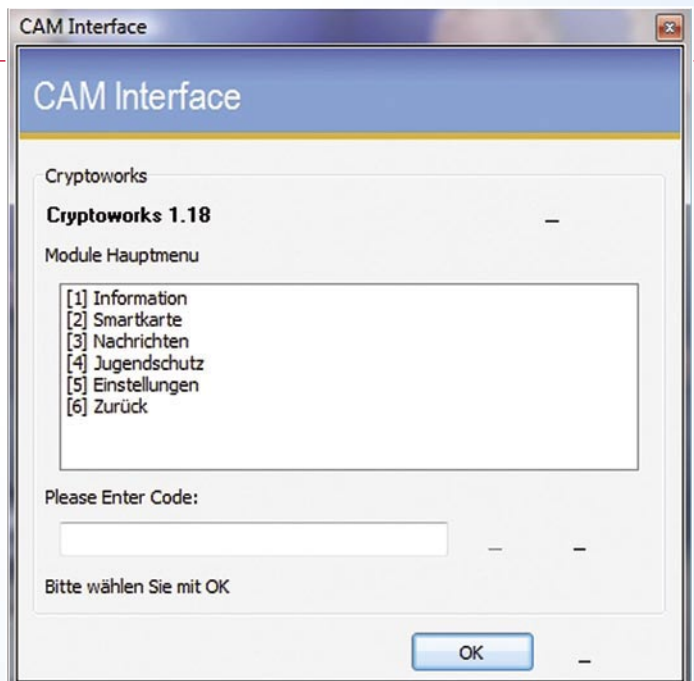 CAM Interface
CAM Interface
Cryptoworks
Cryptoworks 1.18
Module Hauptmenu
[1] Information
[2] Smartkarte
[3] Nachrichten
[4] Jugendschutz
[5] Einstellungen
[6] Zurück
Please Enter Code:
Bitte wählen Sie mit OK
OK